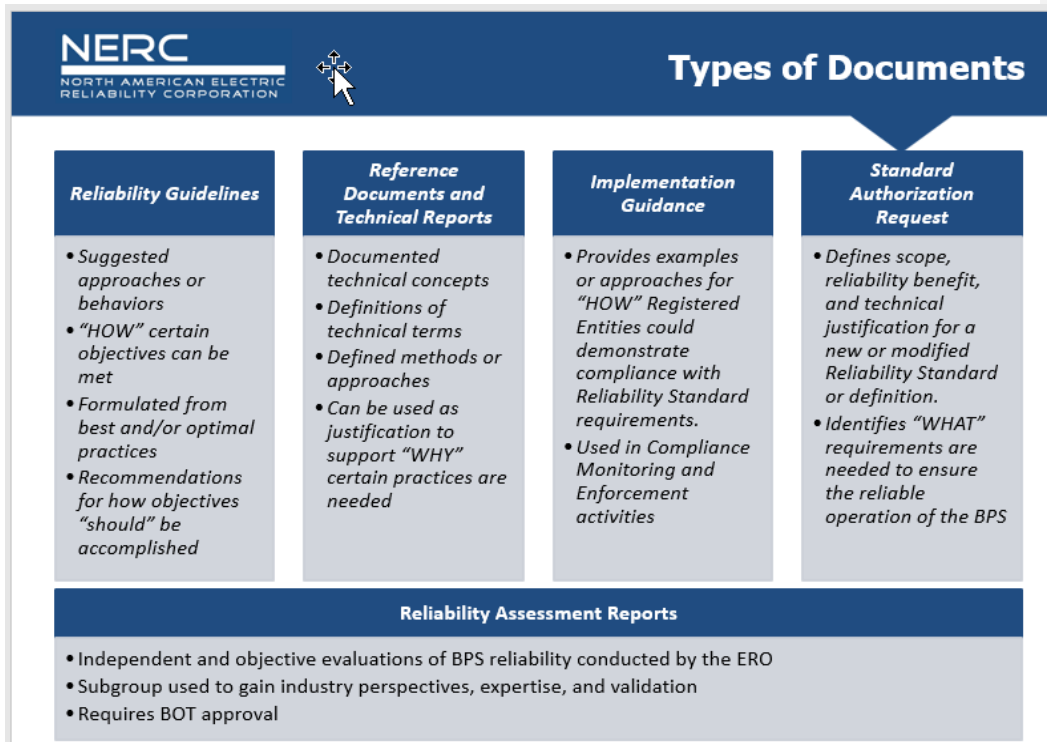 NERC
NORTH AMERICAN ELECTRIC
RELIABILITY CORPORATION
Types of Documents
Reliability Guidelines
• Suggested
approaches or
behaviors
• “HOW” certain
objectives can be
met
• Formulated from
best and/or optimal
practices
• Recommendations
for how objectives
“should” be
accomplished
Reference
Documents and
Technical Reports
• Documented
technical concepts
• Definitions of
technical terms
• Defined methods or
approaches
• Can be used as
justification to
support “WHY”
certain practices are
needed
Implementation
Guidance
• Provides examples
or approaches for
“HOW” Registered
Entities could
demonstrate
compliance with
Reliability Standard
requirements.
• Used in Compliance
Monitoring and
Enforcement
activities
Standard
Authorization
Request
• Defines scope,
reliability benefit,
and technical
justification for a
new or modified
Reliability Standard
or definition.
• Identifies “WHAT”
requirements are
needed to ensure
the reliable
operation of the BPS
Reliability Assessment Reports
• Independent and objective evaluations of BPS reliability conducted by the ERO
• Subgroup used to gain industry perspectives, expertise, and validation
• Requires BOT approval